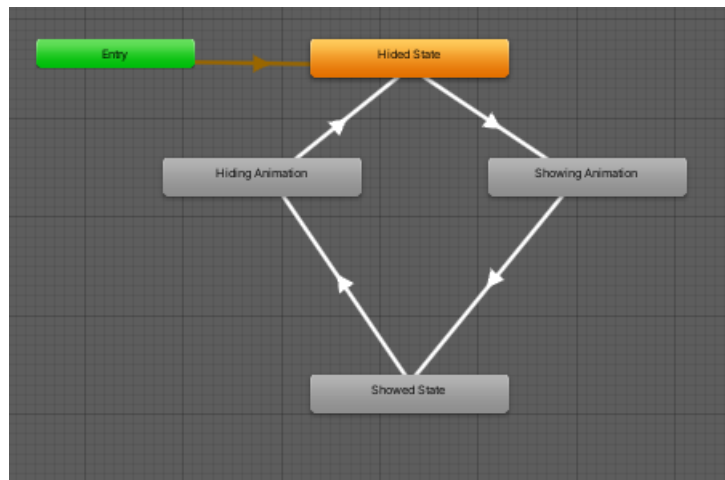 Entry
Hided State
Hiding Animation
Showing Animation
Showed State